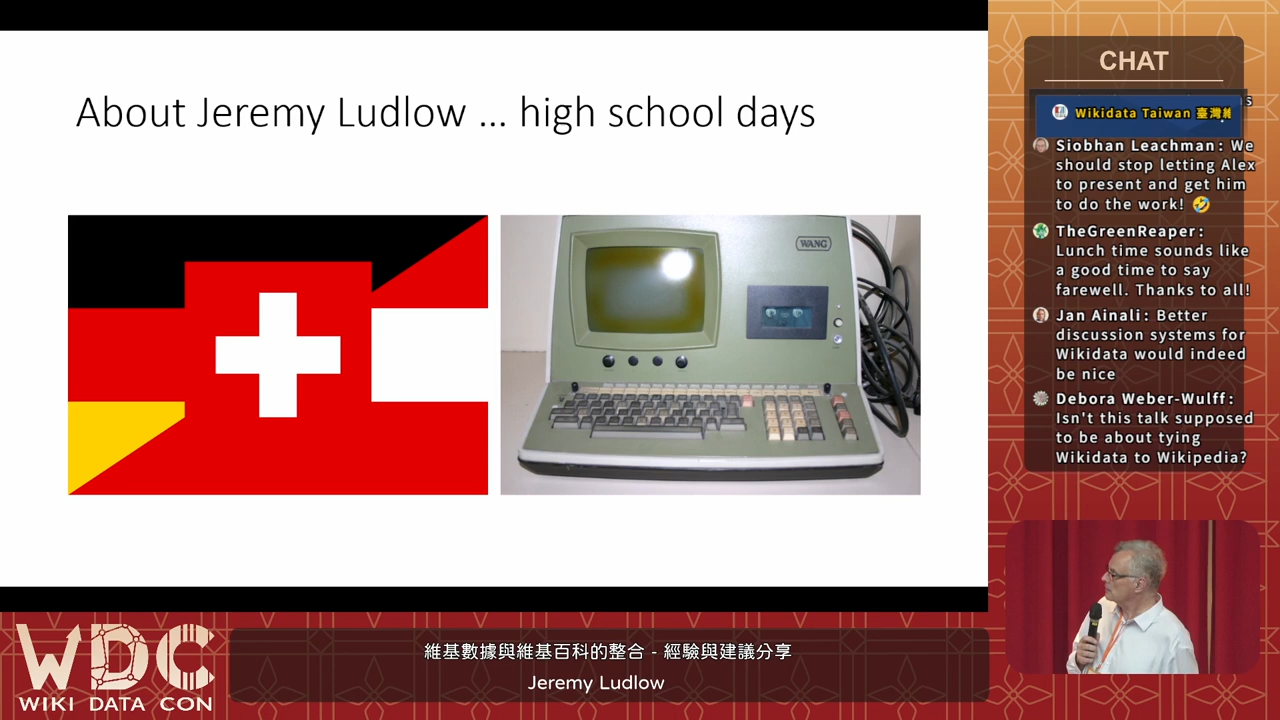 About Jeremy Ludlow ... high school days
WANG
CHAT
Wikidata Taiwan 臺灣維
Siobhan Leachman: We
should stop letting Alex
to present and get him
to do the work! 🤣
TheGreenReaper:
Lunch time sounds like
a good time to say
farewell. Thanks to all!
Jan Ainali: Better
discussion systems for
Wikidata would indeed
be nice
Debora Weber-Wulff:
Isn't this talk supposed
to be about tying
Wikidata to Wikipedia?
WDC
WIKI DATA CON
維基數據與維基百科的整合 - 經驗與建議分享
Jeremy Ludlow